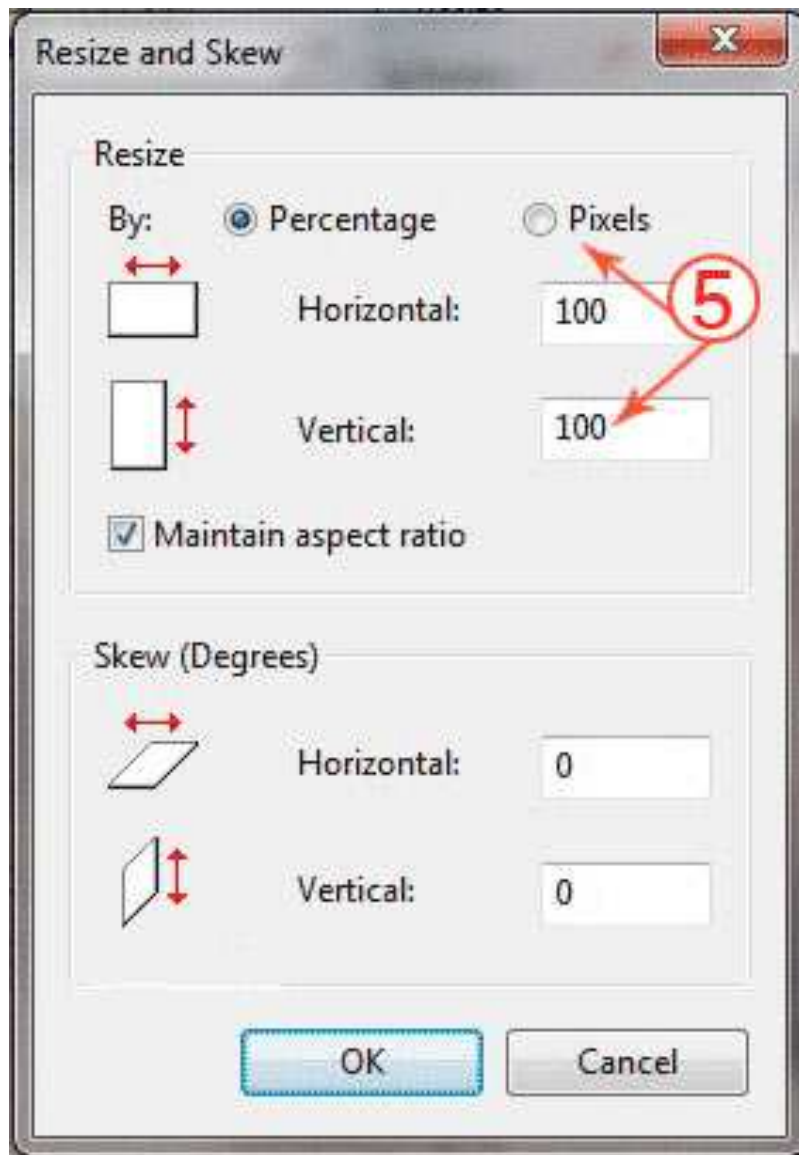 Resize and Skew
Resize
By: Percentage Pixels
Horizontal: 100
5
Vertical: 100
Maintain aspect ratio
Skew (Degrees)
Horizontal: 0
Vertical: 0
OK Cancel